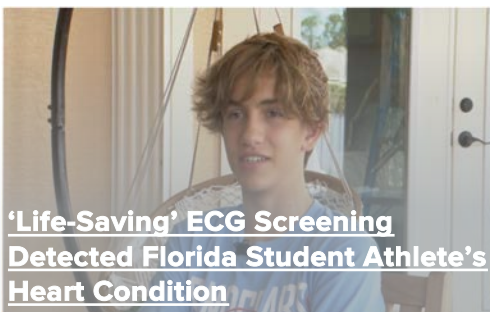 ‘Life-Saving’ ECG Screening
Detected Florida Student Athlete’s
Heart Condition